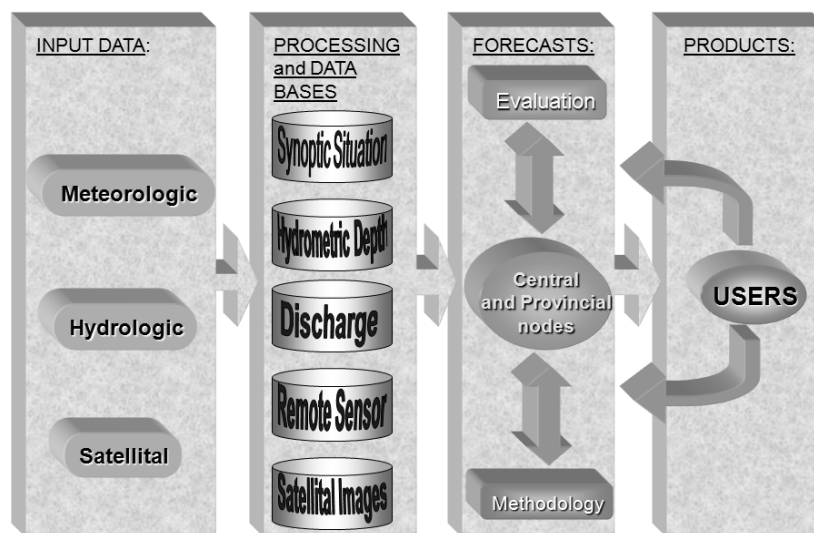 INPUT DATA:
Meteorologic
Hydrologic
Satellital
PROCESSING
and DATA
BASES
Synoptic Situation
Hydrometric Depth
Discharge
Remote Sensor
Satellital Images
FORECASTS:
Evaluation
Central
and Provincial
nodes
Methodology
PRODUCTS:
USERS